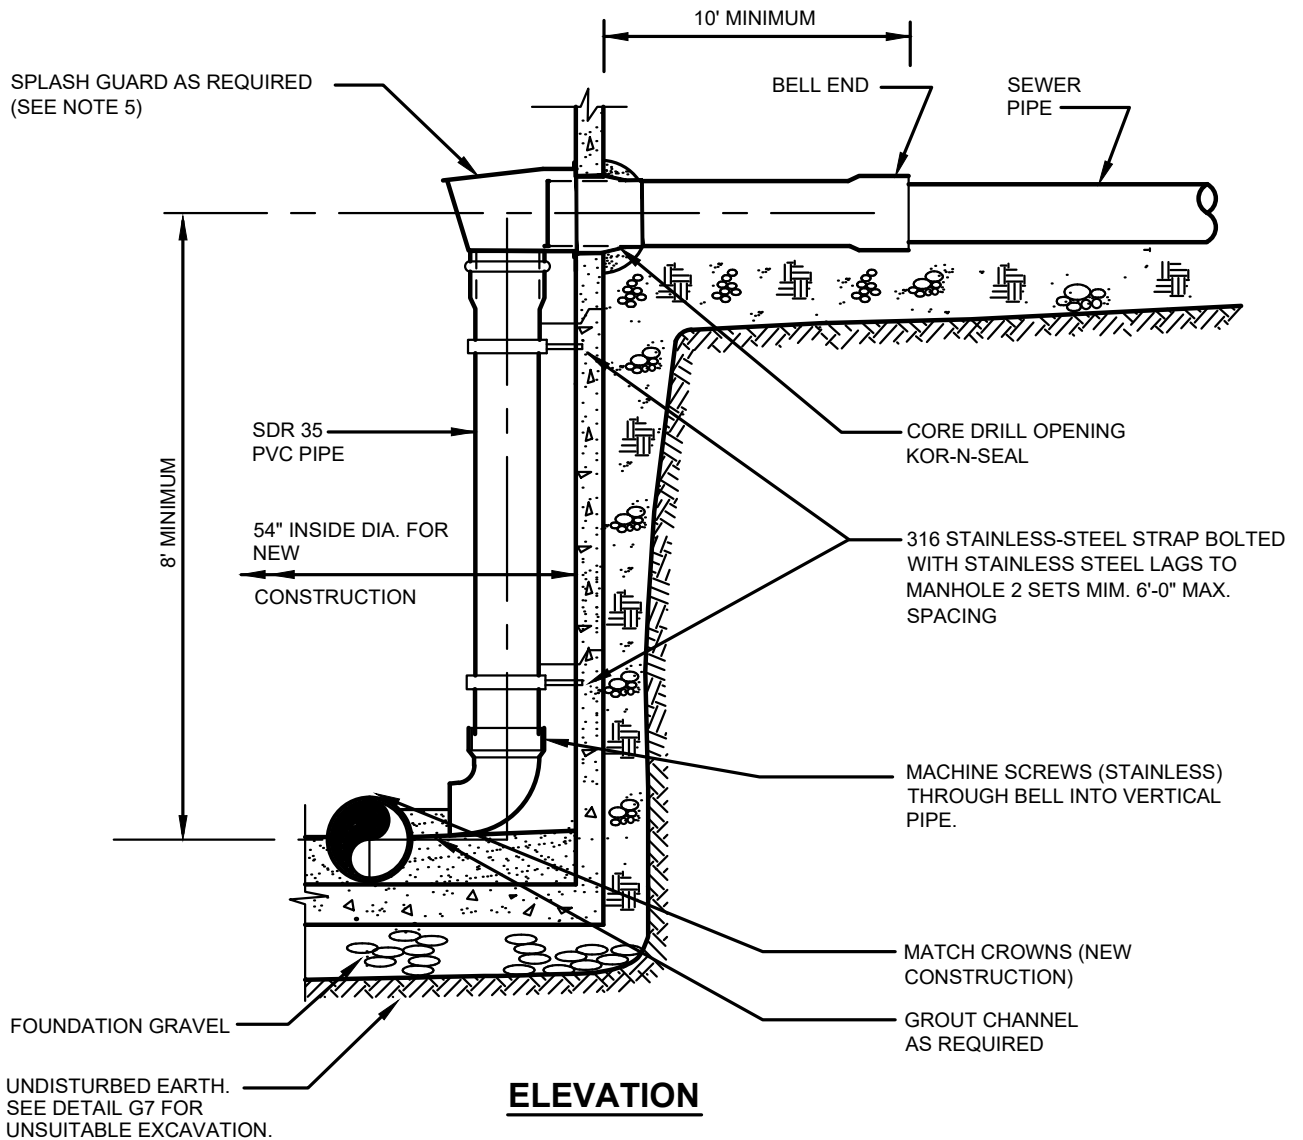 10' MINIMUM
SPLASH GUARD AS REQUIRED
(SEE NOTE 5)
BELL END
SEWER
PIPE
SDR 35
PVC PIPE
8' MINIMUM
54" INSIDE DIA. FOR
NEW
CONSTRUCTION
CORE DRILL OPENING
KOR-N-SEAL
316 STAINLESS-STEEL STRAP BOLTED
WITH STAINLESS STEEL LAGS TO
MANHOLE 2 SETS MIM. 6'-0" MAX.
SPACING
MACHINE SCREWS (STAINLESS)
THROUGH BELL INTO VERTICAL
PIPE.
MATCH CROWNS (NEW
CONSTRUCTION)
GROUT CHANNEL
AS REQUIRED
FOUNDATION GRAVEL
UNDISTURBED EARTH.
SEE DETAIL G7 FOR
UNSUITABLE EXCAVATION.
ELEVATION